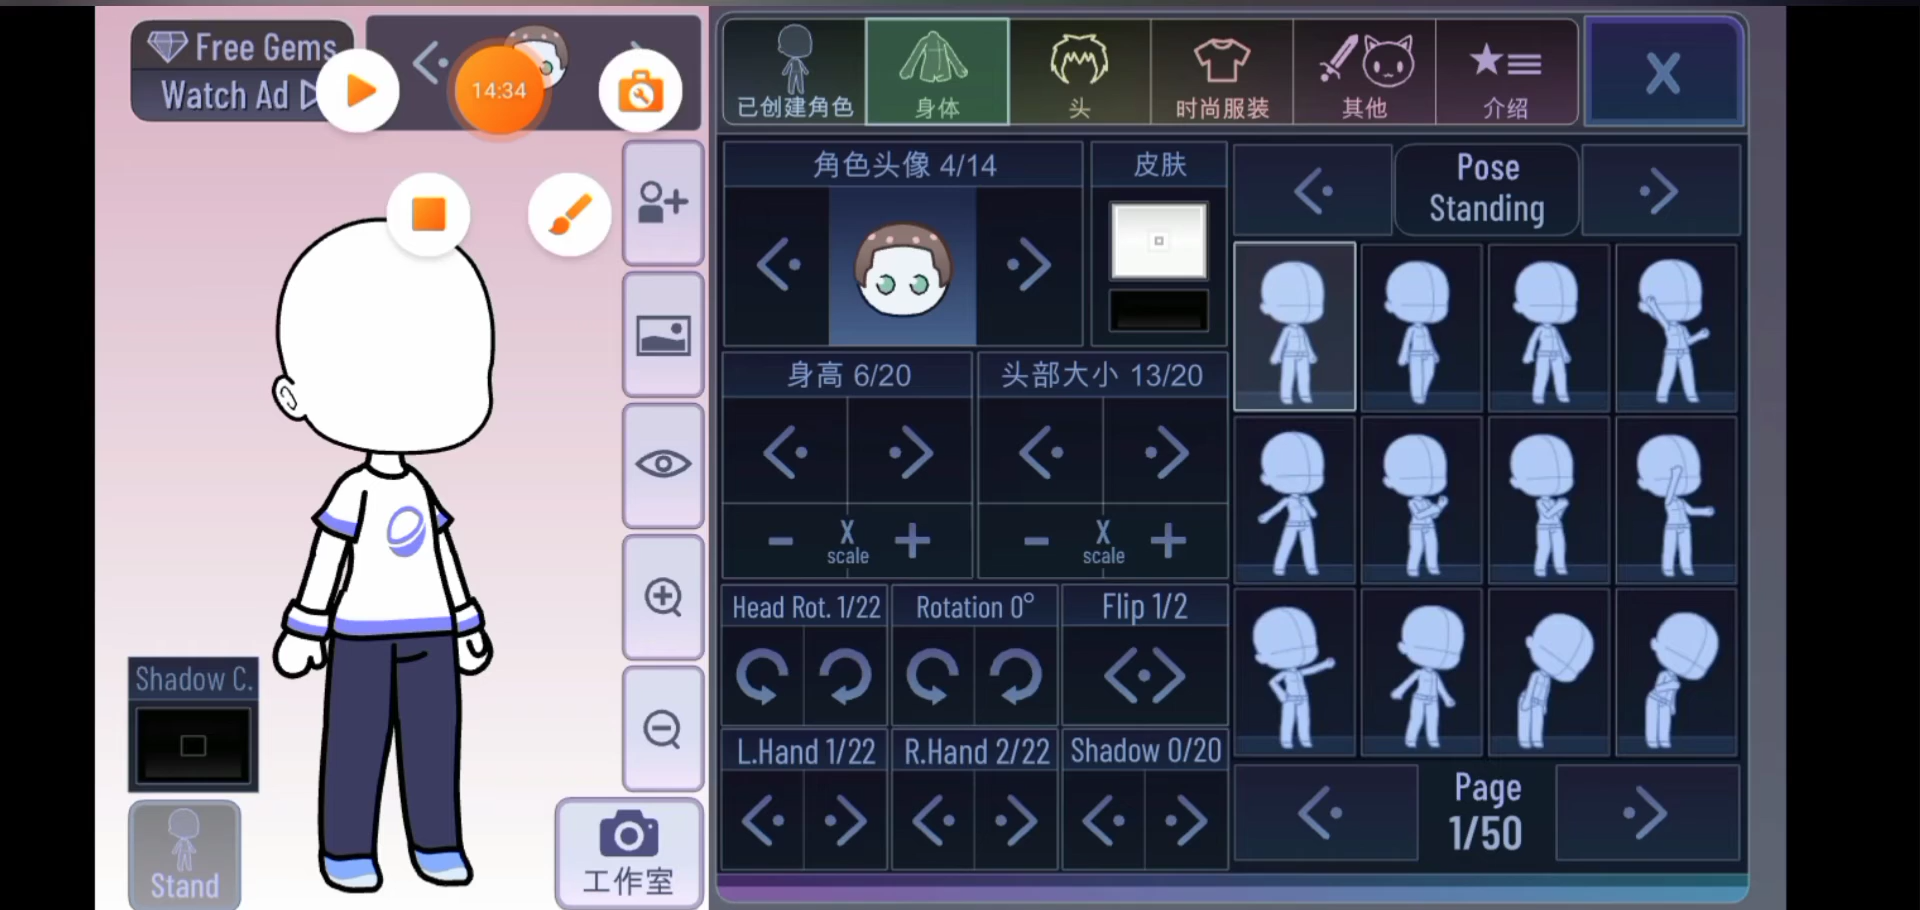 Free Gems
Watch Ad
14:34
已创建角色
身体
头
时尚服装
其他
介绍
X
角色头像 4/14
皮肤
Pose
Standing
身高 6/20
头部大小 13/20
X
scale
X
scale
Head Rot. 1/22
Rotation 0°
Flip 1/2
L.Hand 1/22
R.Hand 2/22
Shadow 0/20
Page
1/50
Shadow C.
Stand
工作室